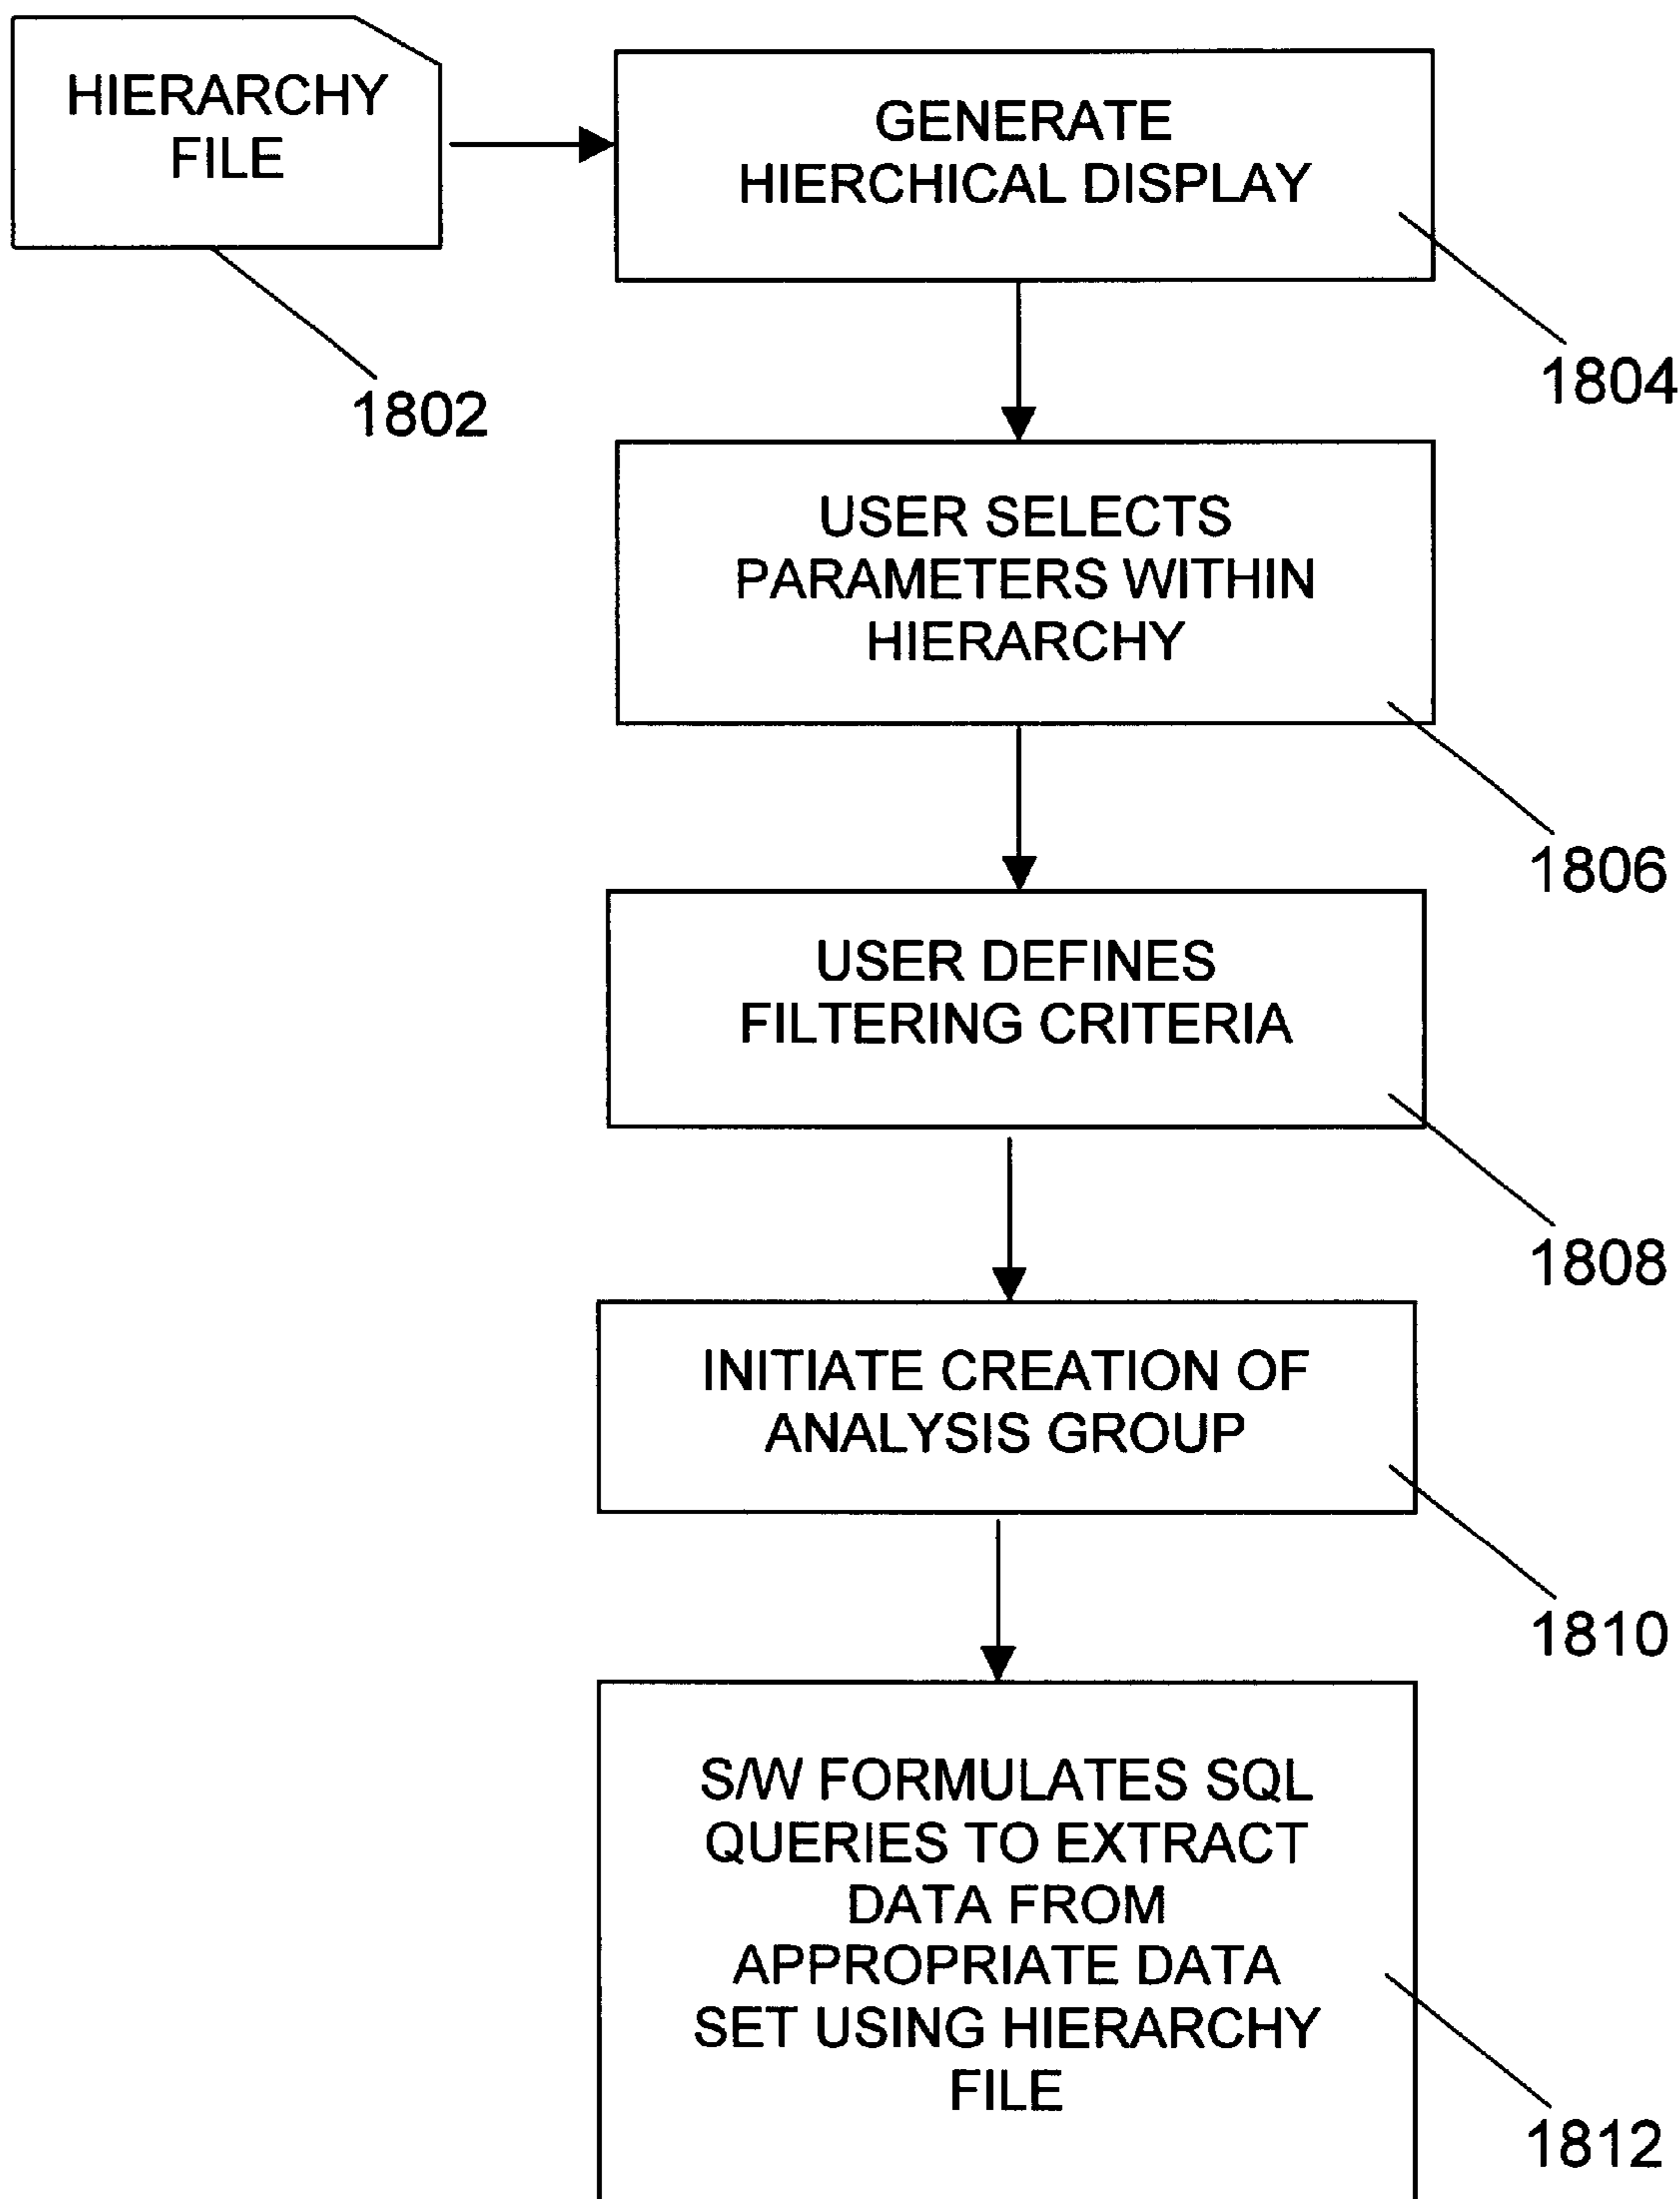 HIERARCHY
FILE
1802
GENERATE
HIERCHICAL DISPLAY
1804
USER SELECTS
PARAMETERS WITHIN
HIERARCHY
1806
USER DEFINES
FILTERING CRITERIA
1808
INITIATE CREATION OF
ANALYSIS GROUP
1810
S/W FORMULATES SQL
QUERIES TO EXTRACT
DATA FROM
APPROPRIATE DATA
SET USING HIERARCHY
FILE
1812